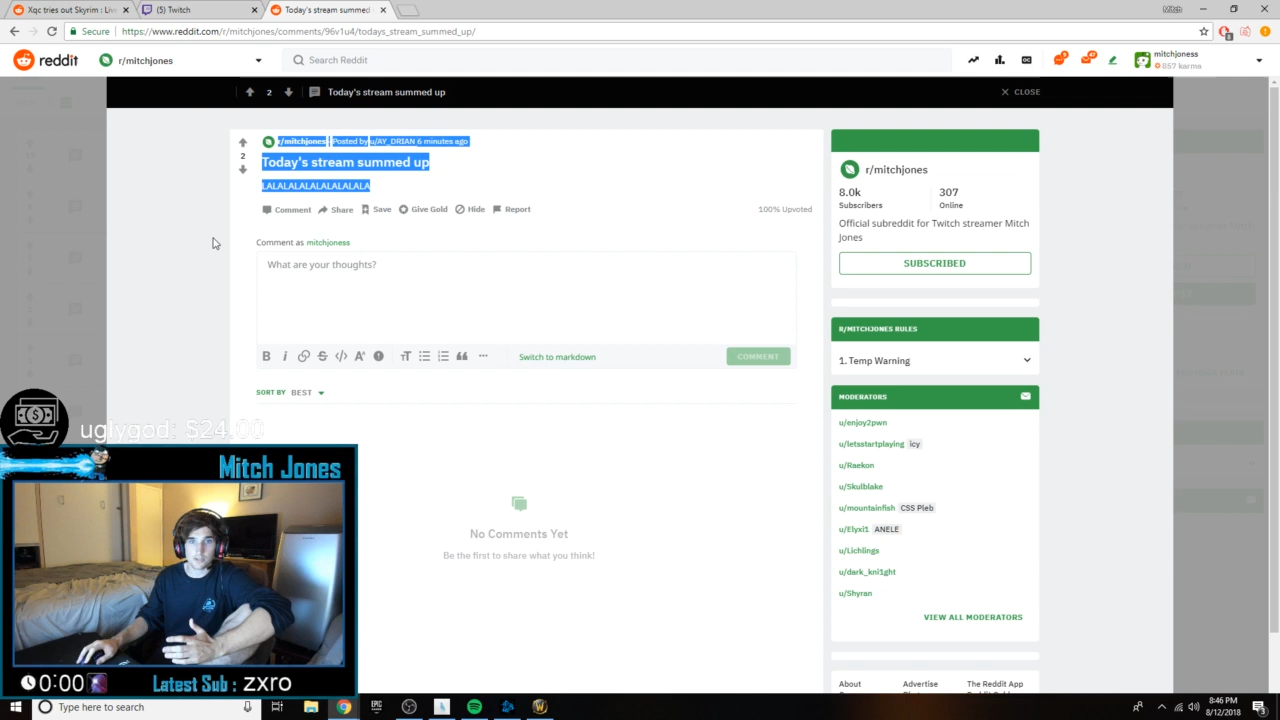 Xqc tries out Skyrim : Liv
(5) Twitch
Today's stream summed u
Mitch
Secure
https://www.reddit.com/r/mitchjones/comments/96v1u4/todays_stream_summed_up/
reddit
r/mitchjones
Search Reddit
mitchjoness
857 karma
2
Today's stream summed up
CLOSE
r/mitchjones
Posted by u/AY_DRIAN 6 minutes ago
2
Today's stream summed up
LALALALALALALALALALA
Comment
Share
Save
Give Gold
Hide
Report
100% Upvoted
Comment as mitchjoness
What are your thoughts?
Switch to markdown
COMMENT
SORT BY BEST
No Comments Yet
Be the first to share what you think!
r/mitchjones
8.0k
307
Subscribers
Online
Official subreddit for Twitch streamer Mitch
Jones
SUBSCRIBED
R/MITCHJONES RULES
1. Temp Warning
MODERATORS
u/enjoy2pwn
u/letsstartplaying icy
u/Raekon
u/Skulblake
u/mountainfish CSS Pleb
u/Elyxi1 ANELE
u/Lichlings
u/dark_kni1ght
u/Shyran
VIEW ALL MODERATORS
About
Advertise
The Reddit App
uglygod: $24.00
Mitch Jones
0:00
Latest Sub : zxro
Type here to search
8:46 PM
8/12/2018